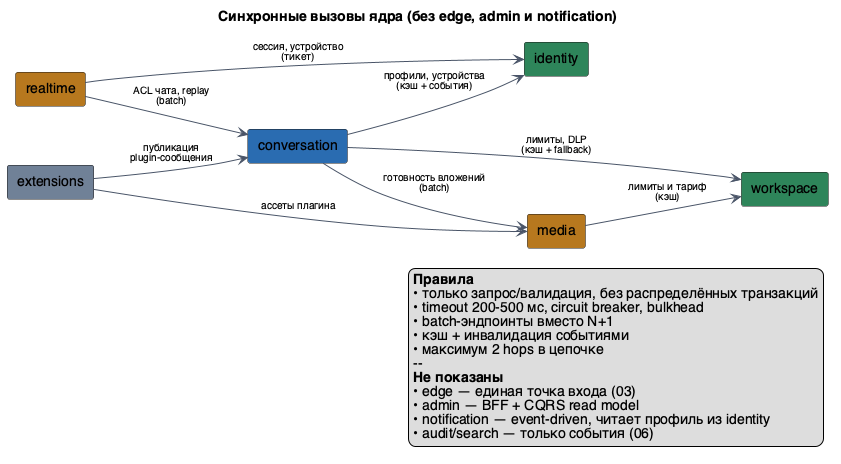 Синхронные вызовы ядра (без edge, admin и notification)
сессия, устройство
(тикет)
identity
realtime
ACL чата, replay
(batch)
профили, устройства
(кэш + события)
публикация
plugin-сообщения
conversation
лимиты, DLP
(кэш + fallback)
extensions
готовность вложений
(batch)
лимиты и тариф
(кэш)
workspace
ассеты плагина
media
Правила
• только запрос/валидация, без распределённых транзакций
• timeout 200-500 мс, circuit breaker, bulkhead
• batch-эндпоинты вместо N+1
• кэш + инвалидация событиями
• максимум 2 hops в цепочке
--
Не показаны
• edge — единая точка входа (03)
• admin — BFF + CQRS read model
• notification — event-driven, читает профиль из identity
• audit/search — только события (06)